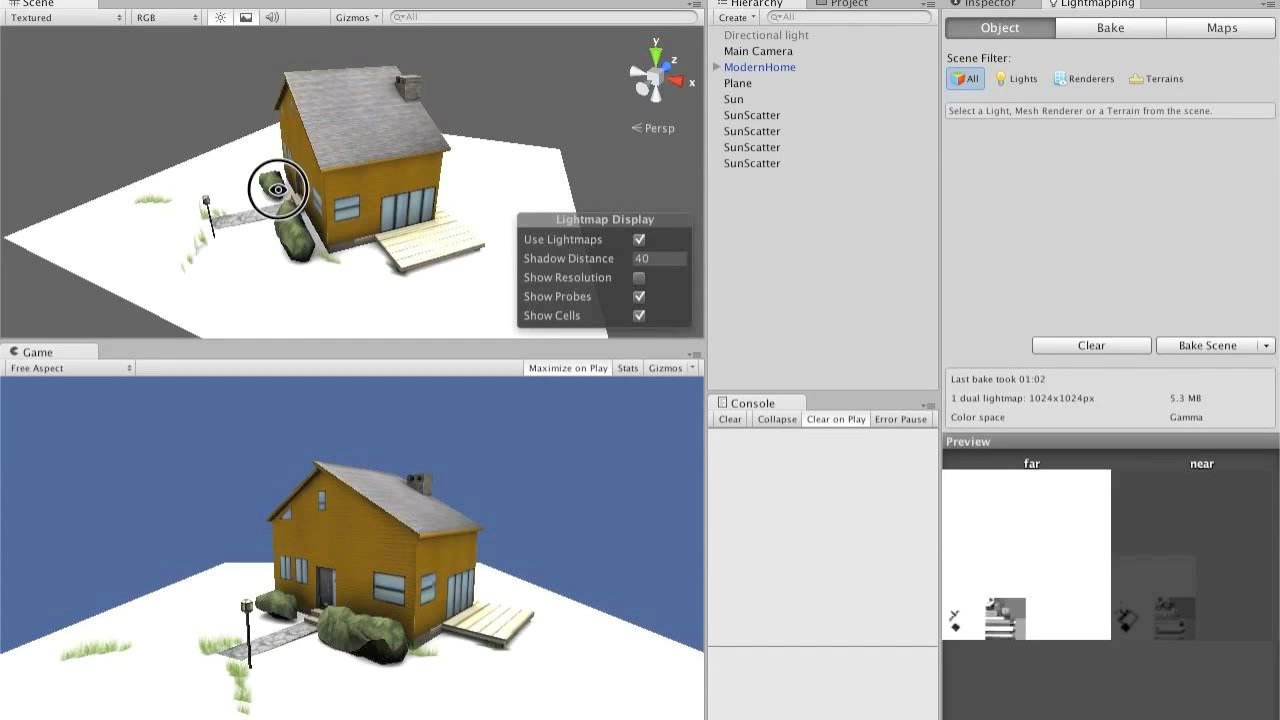 Scene
Textured
RGB
Gizmos
All
y
z
x
Persp
Lightmap Display
Use Lightmaps
Shadow Distance 40
Show Resolution
Show Probes
Show Cells
Game
Free Aspect
Maximize on Play Stats Gizmos
Hierarchy Project
Create
All
Directional light
Main Camera
ModernHome
Plane
Sun
SunScatter
SunScatter
SunScatter
SunScatter
Console
Clear Collapse Clear on Play Error Pause
Inspector Lightmapping
Object Bake Maps
Scene Filter:
All Lights Renderers Terrains
Select a Light, Mesh Renderer or a Terrain from the scene.
Clear Bake Scene
Last bake took 01:02
1 dual lightmap: 1024x1024px 5.3 MB
Color space Gamma
Preview
far near